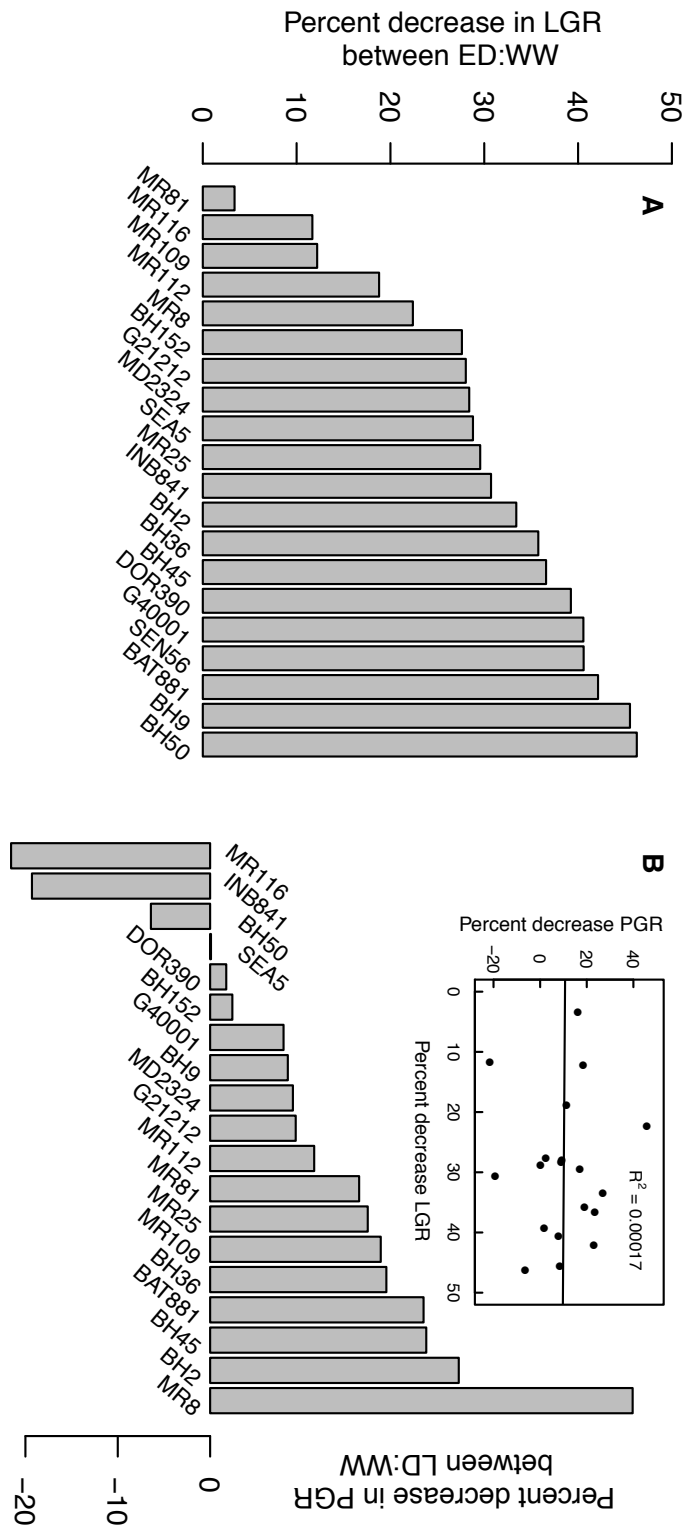 Percent decrease in LGR
between ED:WW
0 10 20 30 40 50
A
MR81
MR116
MR109
MR112
MR8
BH152
G21212
MD2324
SEA5
MR25
INB841
BH2
BH36
BH45
DOR390
G40001
SEN56
BAT881
BH9
BH50
B
Percent decrease PGR
−20 0 20 40
R² = 0.00017
0 10 20 30 40 50
Percent decrease LGR
MR116
INB841
BH50
SEA5
DOR390
BH152
G40001
BH9
MD2324
G21212
MR112
MR81
MR25
MR109
BH36
BAT881
BH45
BH2
MR8
−20 −10 0
Percent decrease in PGR
between LD:WW